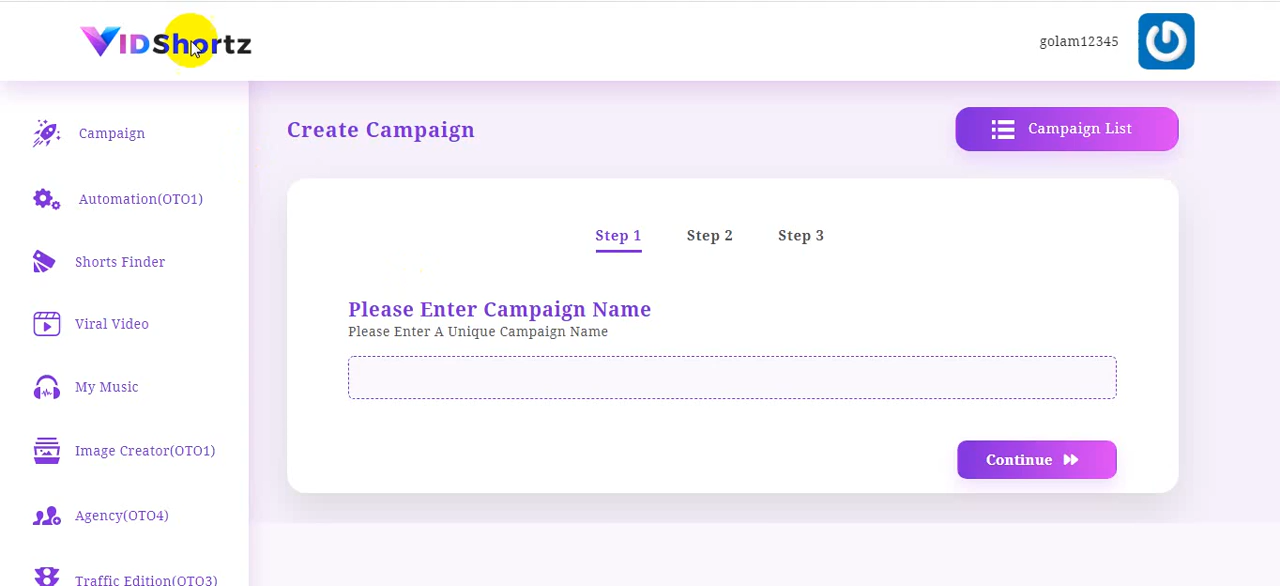 VIDShortz
golam12345
Campaign
Automation(OTO1)
Shorts Finder
Viral Video
My Music
Image Creator(OTO1)
Agency(OTO4)
Traffic Edition(OTO3)
Create Campaign
Campaign List
Step 1 Step 2 Step 3
Please Enter Campaign Name
Please Enter A Unique Campaign Name
Continue